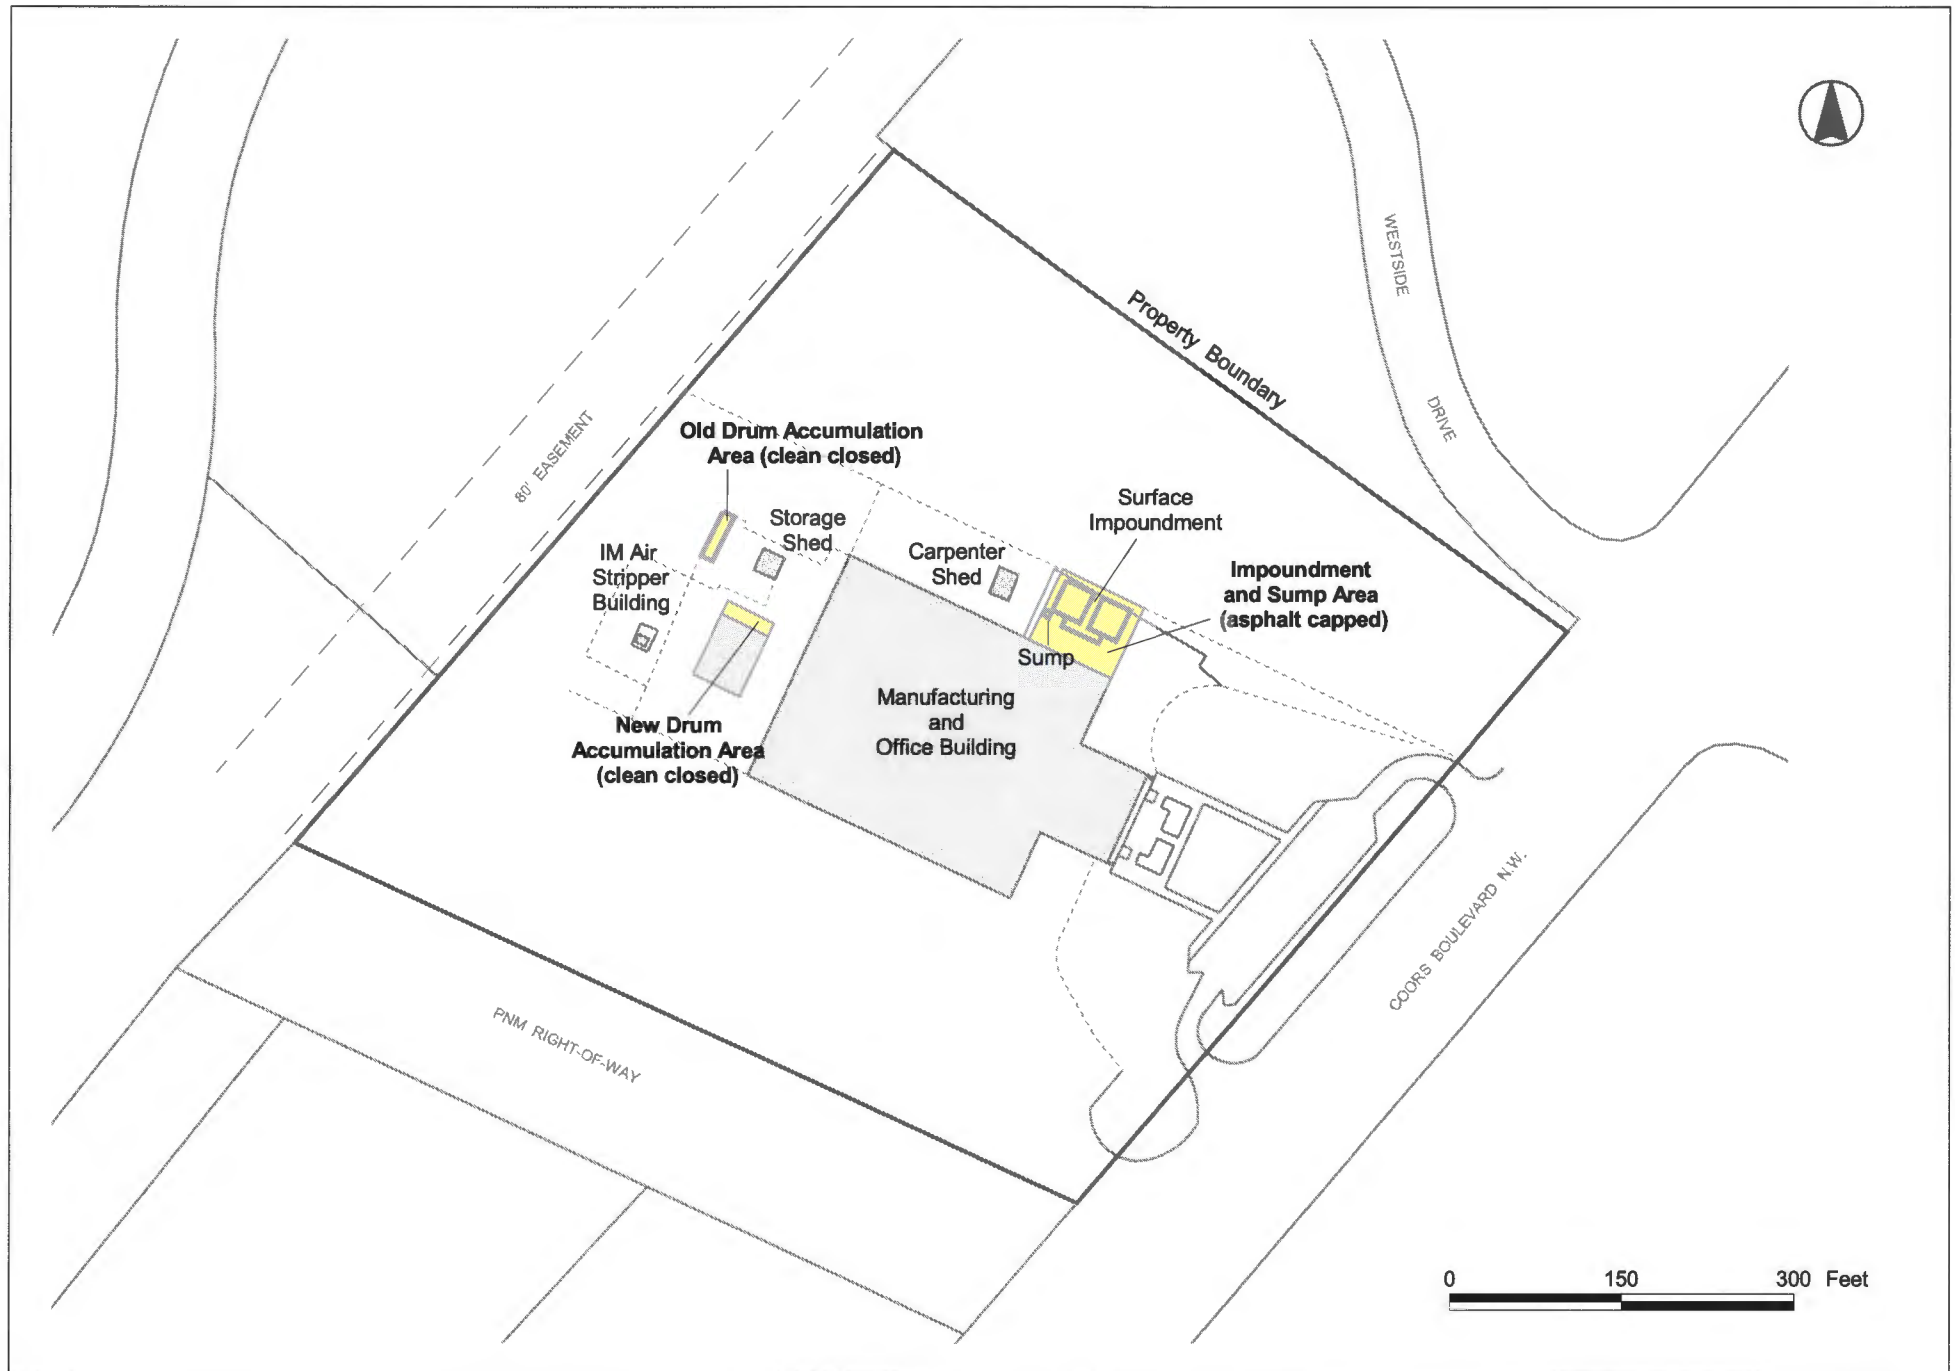 WESTSIDE
DRIVE
Property Boundary
80' EASEMENT
Old Drum Accumulation
Area (clean closed)
Storage
Shed
IM Air
Stripper
Building
Carpenter
Shed
Surface
Impoundment
Impoundment
and Sump Area
(asphalt capped)
Sump
Manufacturing
and
Office Building
New Drum
Accumulation Area
(clean closed)
COORS BOULEVARD N.W.
PNM RIGHT-OF-WAY
0 150 300 Feet